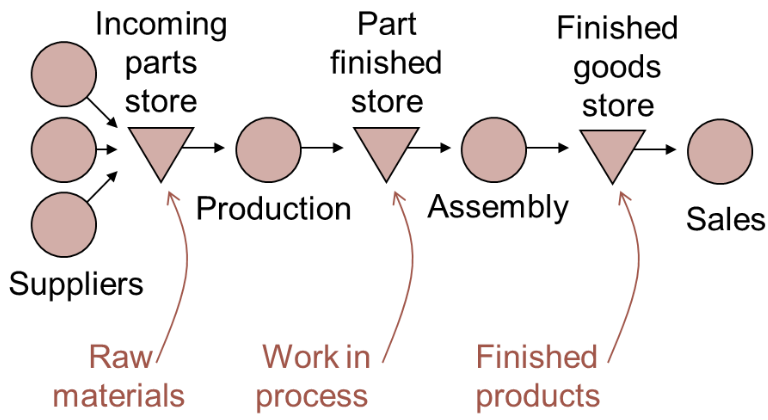 Incoming
parts
store
Part
finished
store
Finished
goods
store
Production
Assembly
Sales
Suppliers
Raw
materials
Work in
process
Finished
products